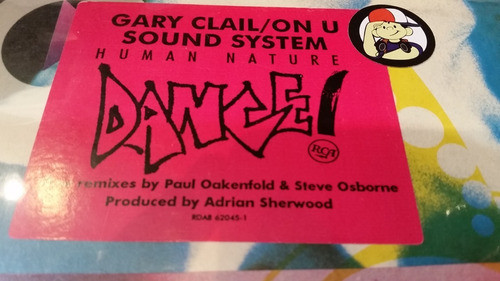 GARY CLAIL/ON U
SOUND SYSTEM
HUMAN NATURE
DANCE!
RCA
remixes by Paul Oakenfold & Steve Osborne
Produced by Adrian Sherwood
RDAB 62045-1